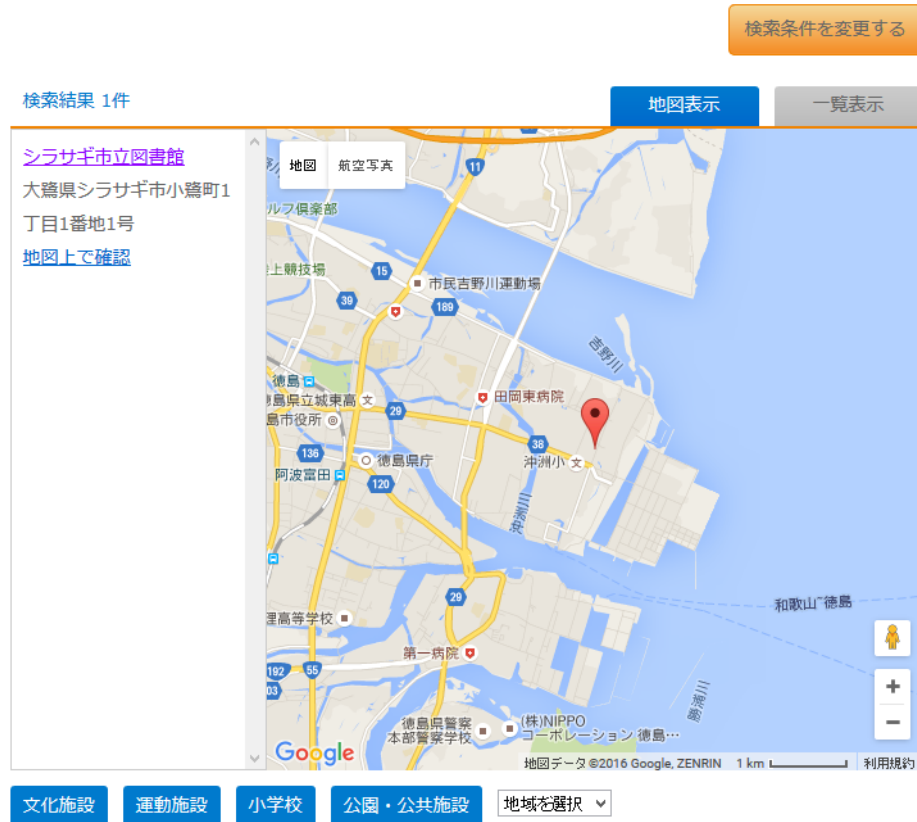 検索条件を変更する
検索結果 1件
地図表示
一覧表示
シラサギ市立図書館
大鷺県シラサギ市小鷺町1
丁目1番地1号
地図上で確認
地図
航空写真
11
ルフ倶楽部
上競技場
15
市民吉野川運動場
39
189
吉野川
徳島
島県立城東高
文
29
田岡東病院
島市役所
38
136
徳島県庁
沖洲小
文
阿波富田
120
沖洲川
29
和歌山~徳島
理高等学校
第一病院
192
55
03
勝浦川
徳島県警察
本部警察学校
(株)NIPPO
コーポレーション 徳島…
Google
地図データ ©2016 Google, ZENRIN
1 km
利用規約
文化施設
運動施設
小学校
公園・公共施設
地域を選択